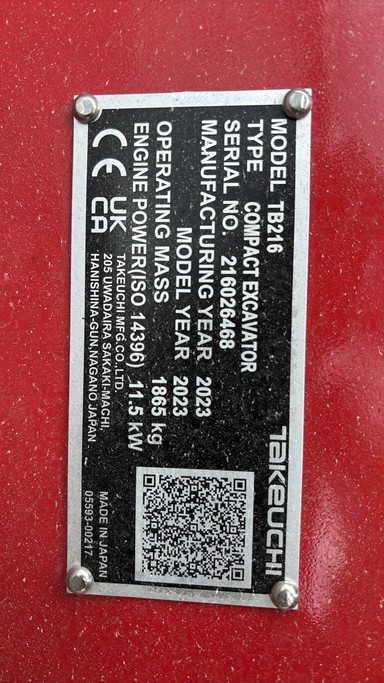 TAKEUCHI
MODEL TB216
TYPE COMPACT EXCAVATOR
SERIAL NO. 216026468
MANUFACTURING YEAR 2023
MODEL YEAR 2023
OPERATING MASS 1865 kg
ENGINE POWER(ISO 14396) 11.5 kW
CE UK
CA
TAKEUCHI MFG.CO.,LTD.
205 UWADAIRA SAKAKI-MACHI,
HANISHINA-GUN,NAGANO JAPAN
MADE IN JAPAN
05593-00217